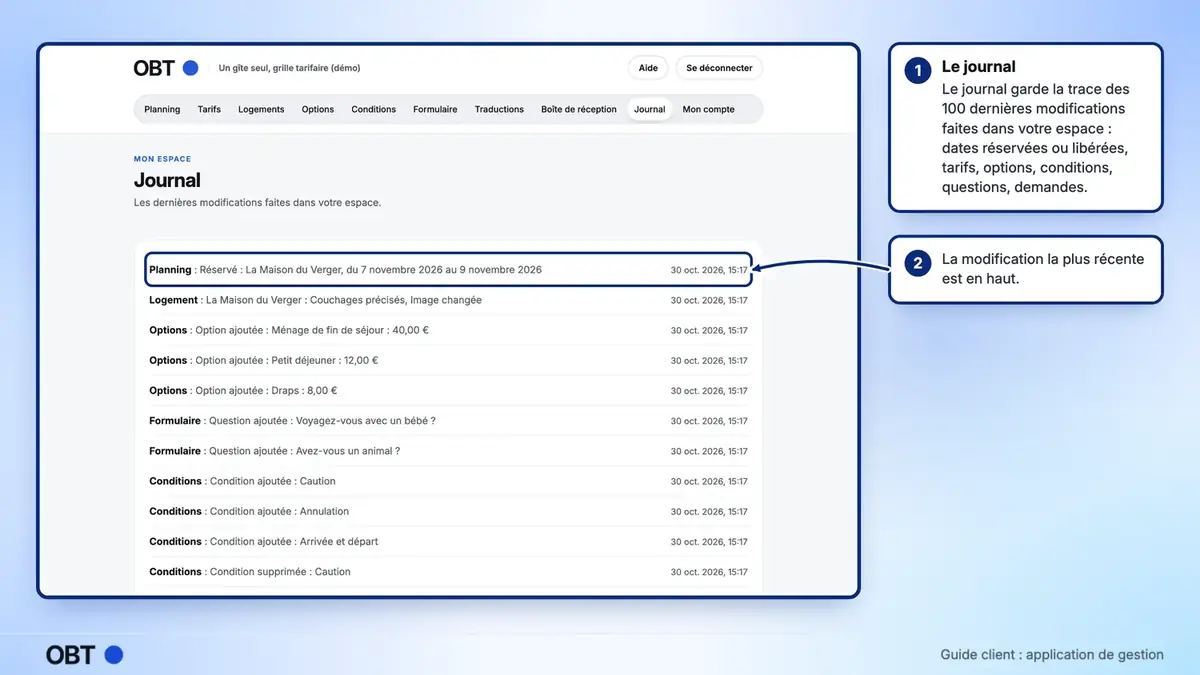 OBT
Un gîte seul, grille tarifaire (démo)
Aide
Se déconnecter
Planning
Tarifs
Logements
Options
Conditions
Formulaire
Traductions
Boîte de réception
Journal
Mon compte
MON ESPACE
Journal
Les dernières modifications faites dans votre espace.
Planning : Réservé : La Maison du Verger, du 7 novembre 2026 au 9 novembre 2026 30 oct. 2026, 15:17
Logement : La Maison du Verger : Couchages précisés, Image changée 30 oct. 2026, 15:17
Options : Option ajoutée : Ménage de fin de séjour : 40,00 € 30 oct. 2026, 15:17
Options : Option ajoutée : Petit déjeuner : 12,00 € 30 oct. 2026, 15:17
Options : Option ajoutée : Draps : 8,00 € 30 oct. 2026, 15:17
Formulaire : Question ajoutée : Voyagez-vous avec un bébé ? 30 oct. 2026, 15:17
Formulaire : Question ajoutée : Avez-vous un animal ? 30 oct. 2026, 15:17
Conditions : Condition ajoutée : Caution 30 oct. 2026, 15:17
Conditions : Condition ajoutée : Annulation 30 oct. 2026, 15:17
Conditions : Condition ajoutée : Arrivée et départ 30 oct. 2026, 15:17
Conditions : Condition supprimée : Caution 30 oct. 2026, 15:17
1 Le journal
Le journal garde la trace des
100 dernières modifications
faites dans votre espace :
dates réservées ou libérées,
tarifs, options, conditions,
questions, demandes.
2 La modification la plus récente
est en haut.
OBT
Guide client : application de gestion